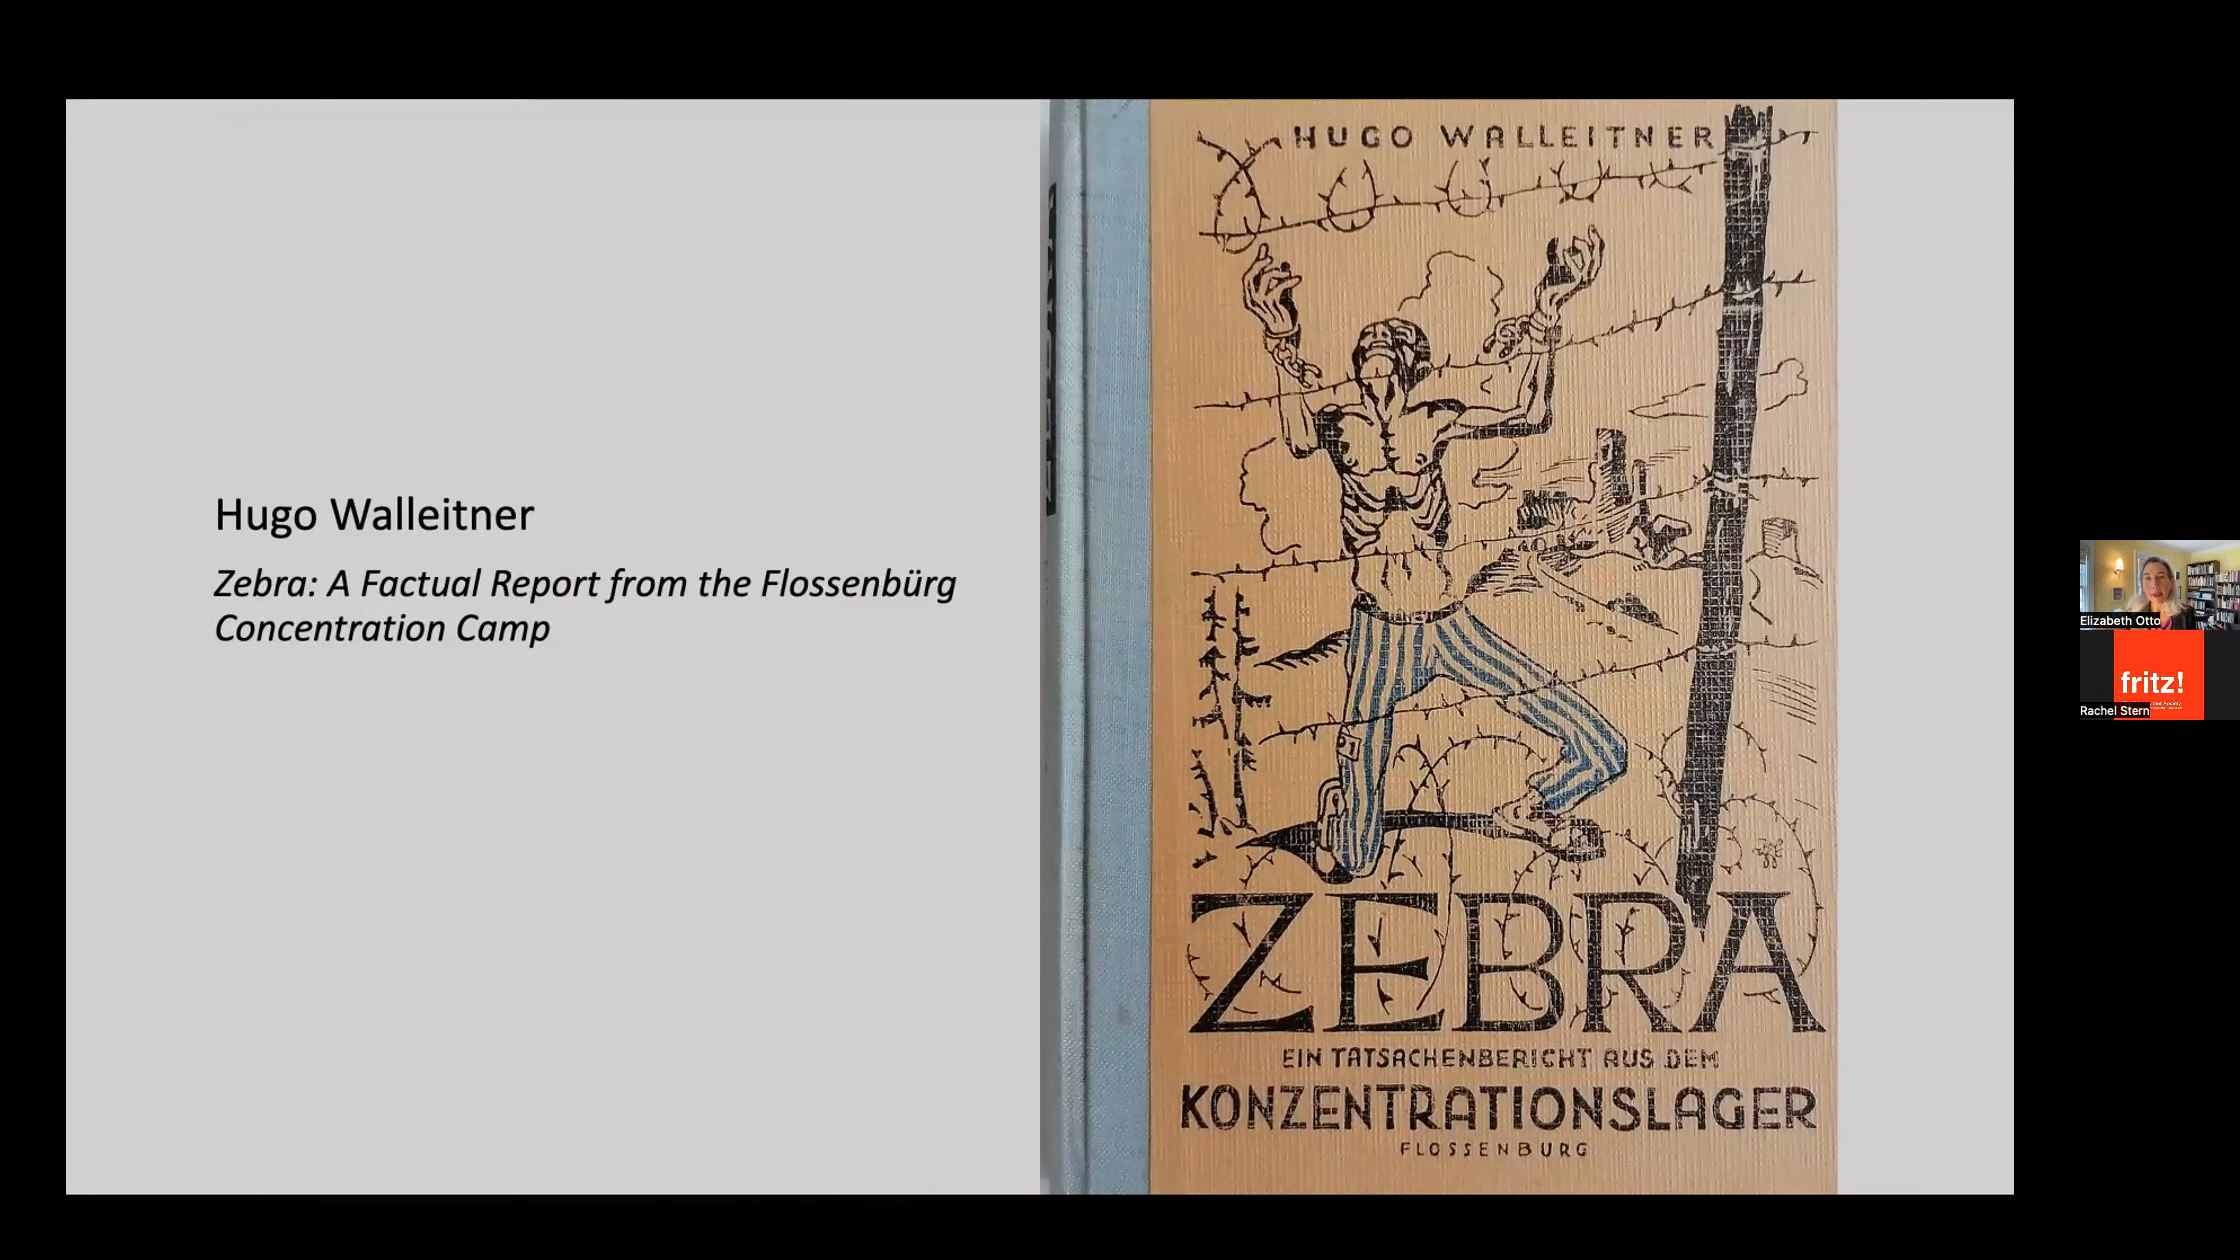 Hugo Walleitner
Zebra: A Factual Report from the Flossenbürg
Concentration Camp
HUGO WALLEITNER
ZEBRA
EIN TATSACHENBERICHT AUS DEM
KONZENTRATIONSLAGER
FLOSSENBURG
Elizabeth Otto
fritz!
Rachel Stern